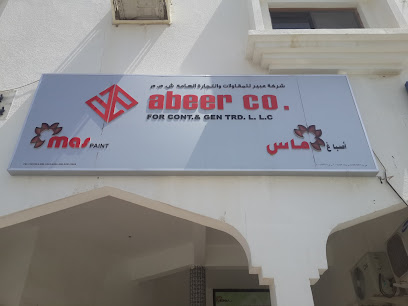 شركة عبير للمقاولات والتجارة العامة ش م م
abeer co.
FOR CONT.& GEN TRD. L. L.C
mas
PAINT
ماس
أصباغ